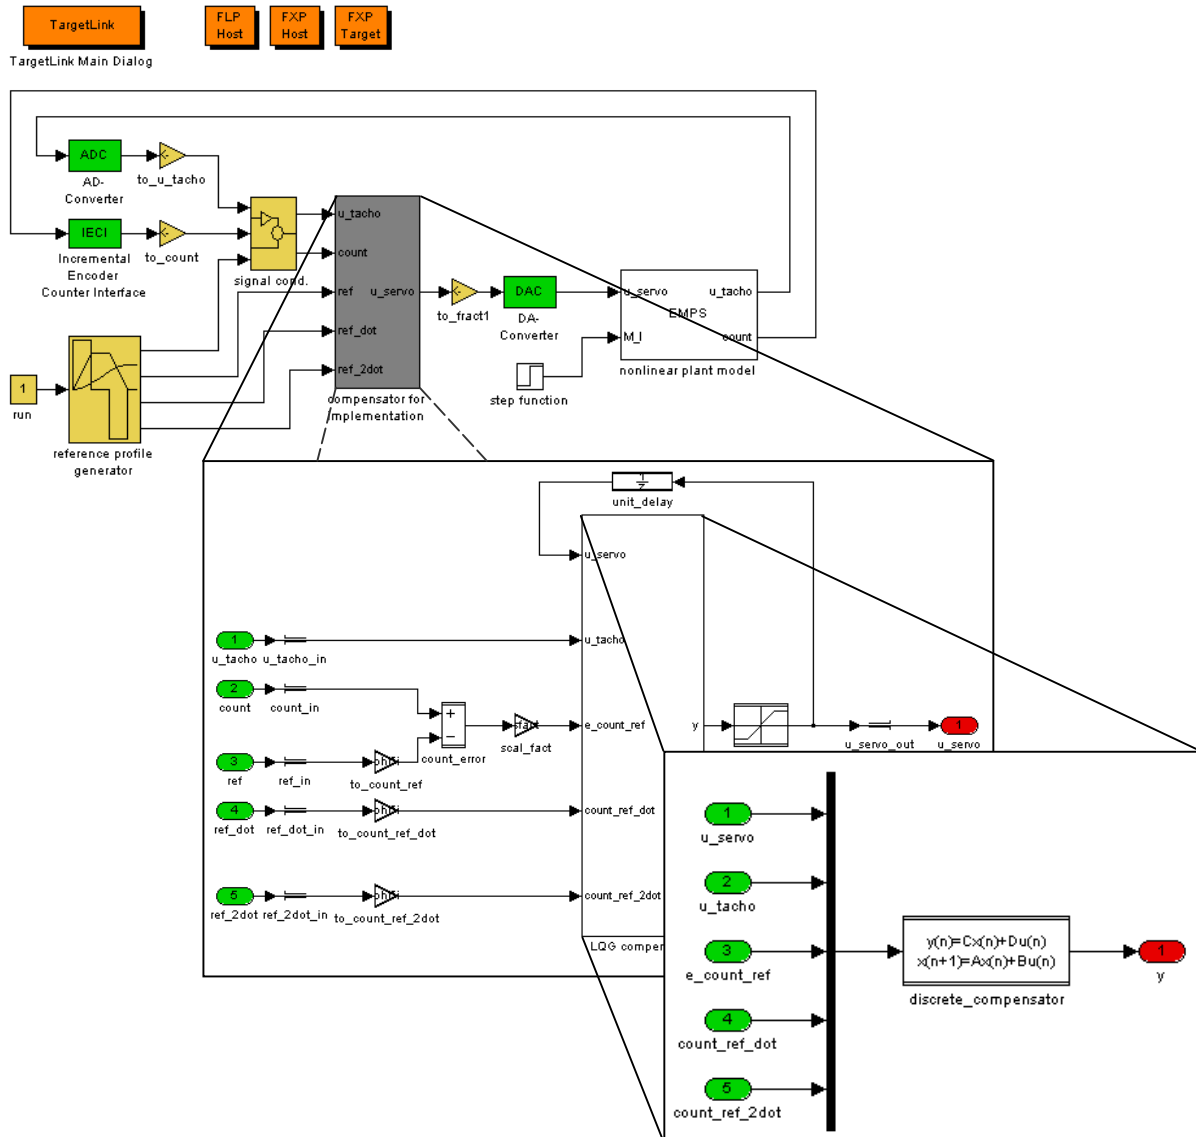 TargetLink
FLP
Host
FXP
Host
FXP
Target
TargetLink Main Dialog
ADC
AD-
Converter
to_u_tacho
IECI
Incremental
Encoder
Counter Interface
to_count
signal cond.
u_tacho
count
ref
ref_dot
ref_2dot
u_servo
compensator for
implementation
to_fract1
DAC
DA-
Converter
u_servo
M_l
EMPS
u_tacho
count
nonlinear plant model
step function
1
run
reference profile
generator
1
z
unit_delay
u_servo
u_tacho
e_count_ref
count_ref_dot
count_ref_2dot
y
1
u_tacho
u_tacho_in
2
count
count_in
+
−
count_error
sfact
scal_fact
3
ref
ref_in
to_count_ref
4
ref_dot
ref_dot_in
to_count_ref_dot
5
ref_2dot
ref_2dot_in
to_count_ref_2dot
u_servo_out
1
u_servo
LQG comper
1
u_servo
2
u_tacho
3
e_count_ref
4
count_ref_dot
5
count_ref_2dot
y(n)=Cx(n)+Du(n)
x(n+1)=Ax(n)+Bu(n)
discrete_compensator
1
y